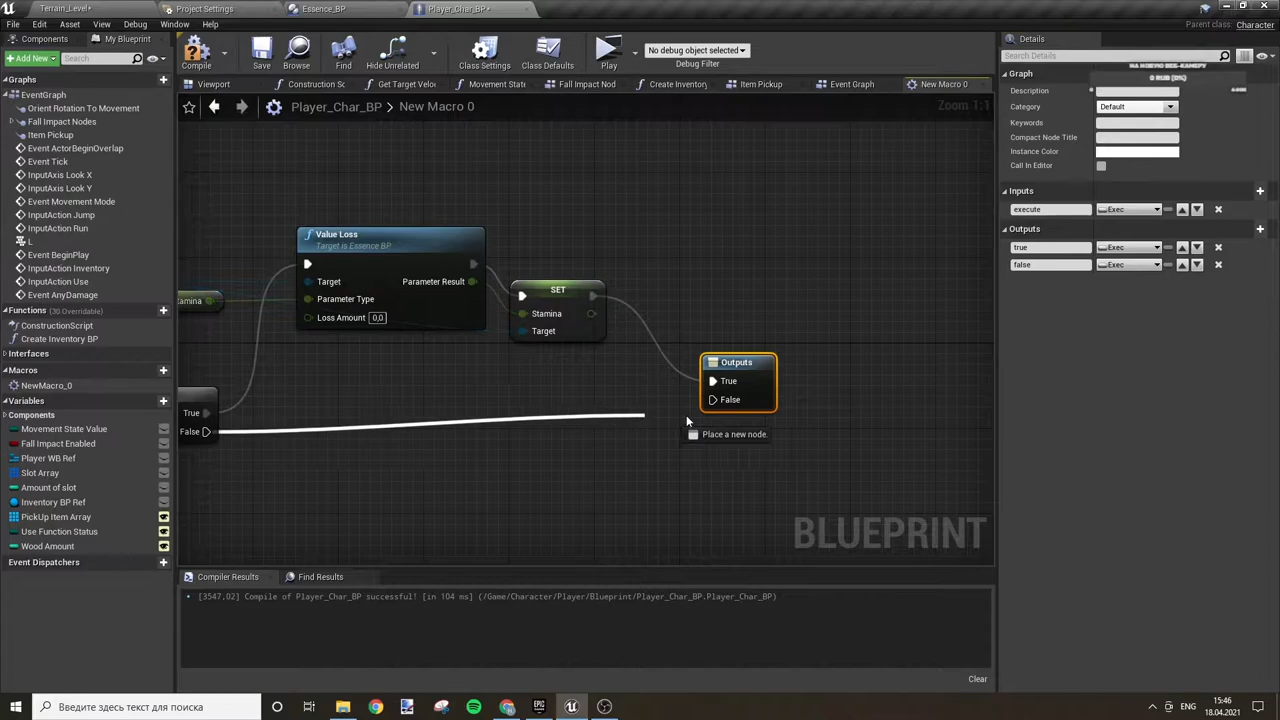 Terrain_Level*
Project Settings
Essence_BP
Player_Char_BP*
File Edit Asset View Debug Window Help
Parent class: Character
Components
My Blueprint
Details
Add New
Search
Compile
Save
Browse
Find
Hide Unrelated
Class Settings
Class Defaults
Play
No debug object selected
Debug Filter
Search Details
Viewport
Construction Sc
Get Target Veloc
Movement State
Fall Impact Nod
Create Inventory
Item Pickup
Event Graph
New Macro 0
Player_Char_BP > New Macro 0
Zoom 1:1
Graphs
EventGraph
Orient Rotation To Movement
Fall Impact Nodes
Item Pickup
Event ActorBeginOverlap
Event Tick
InputAxis Look X
InputAxis Look Y
Event Movement Mode
InputAction Jump
InputAction Run
L
Event BeginPlay
InputAction Inventory
InputAction Use
Event AnyDamage
Functions (30 Overridable)
ConstructionScript
Create Inventory BP
Interfaces
Macros
NewMacro_0
Variables
Components
Movement State Value
Fall Impact Enabled
Player WB Ref
Slot Array
Amount of slot
Inventory BP Ref
PickUp Item Array
Use Function Status
Wood Amount
Event Dispatchers
Value Loss
Target is Essence BP
Target
Parameter Result
Parameter Type
Loss Amount 0,0
tamina
True
False
SET
Stamina
Target
Outputs
True
False
Place a new node.
BLUEPRINT
Graph
0 RUB (0%)
Description
Category Default
Keywords
Compact Node Title
Instance Color
Call In Editor
Inputs
execute Exec
Outputs
true Exec
false Exec
Compiler Results
Find Results
[3547.02] Compile of Player_Char_BP successful! [in 104 ms] (/Game/Character/Player/Blueprint/Player_Char_BP.Player_Char_BP)
Clear
Введите здесь текст для поиска
ENG
15:46
18.04.2021